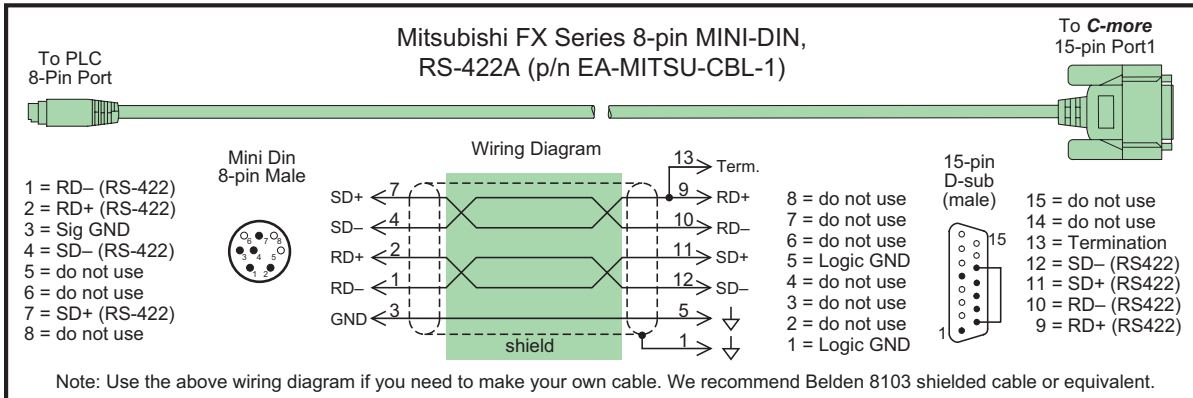 Mitsubishi FX Series 8-pin MINI-DIN,
RS-422A (p/n EA-MITSU-CBL-1)
To PLC
8-Pin Port
To C-more
15-pin Port1
1 = RD– (RS-422)
2 = RD+ (RS-422)
3 = Sig GND
4 = SD– (RS-422)
5 = do not use
6 = do not use
7 = SD+ (RS-422)
8 = do not use
Mini Din
8-pin Male
6 7 8
3 4 5
1 2
Wiring Diagram
13 Term.
SD+ 7 9 RD+
SD– 4 10 RD–
RD+ 2 11 SD+
RD– 1 12 SD–
GND 3 5
1
shield
8 = do not use
7 = do not use
6 = do not use
5 = Logic GND
4 = do not use
3 = do not use
2 = do not use
1 = Logic GND
15-pin
D-sub
(male)
15
1
15 = do not use
14 = do not use
13 = Termination
12 = SD– (RS422)
11 = SD+ (RS422)
10 = RD– (RS422)
9 = RD+ (RS422)
Note: Use the above wiring diagram if you need to make your own cable. We recommend Belden 8103 shielded cable or equivalent.